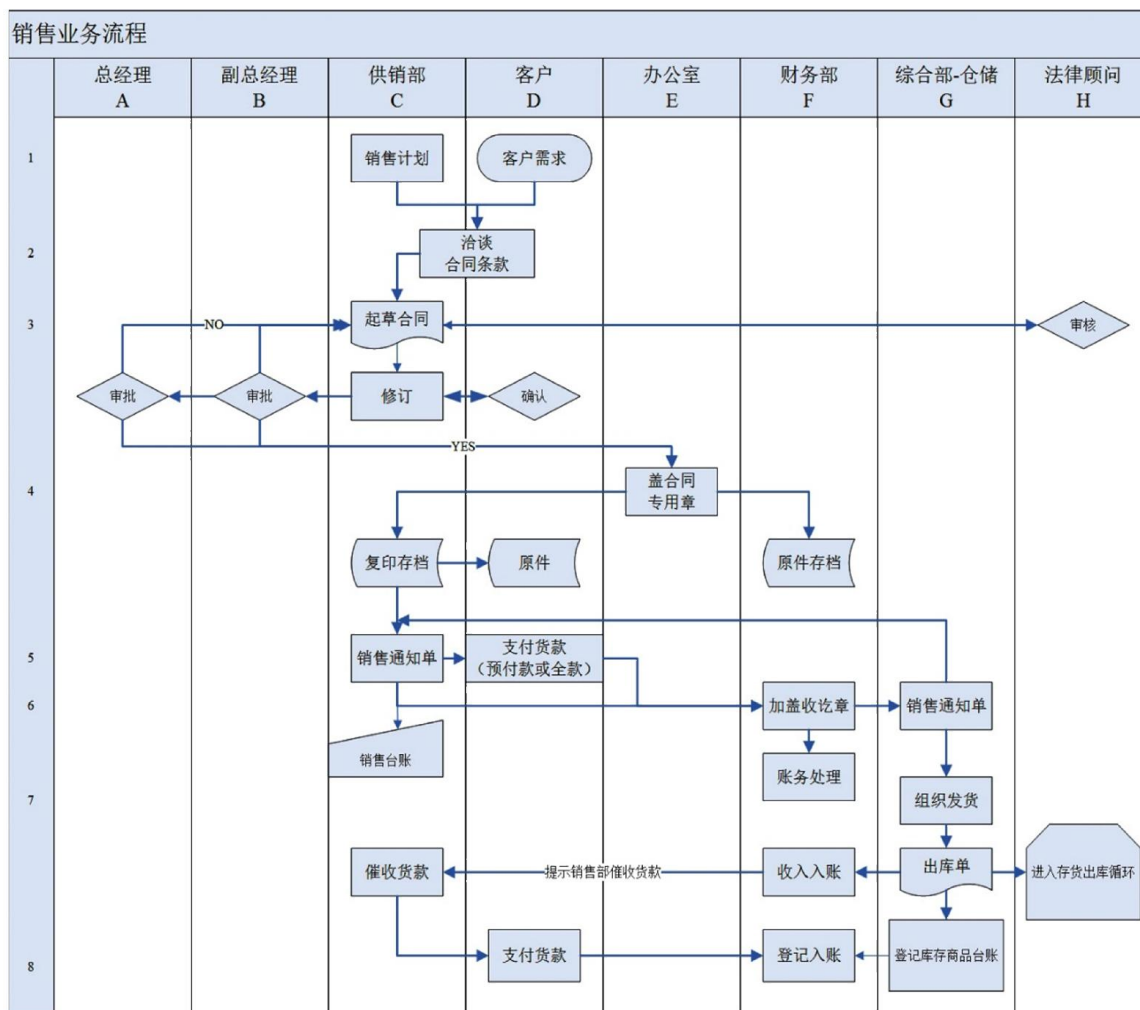 销售业务流程
总经理
A
副总经理
B
供销部
C
客户
D
办公室
E
财务部
F
综合部-仓储
G
法律顾问
H
1
销售计划
客户需求
2
洽谈
合同条款
3
NO
起草合同
审核
审批
审批
修订
确认
YES
4
盖合同
专用章
复印存档
原件
原件存档
5
销售通知单
支付货款
（预付款或全款）
6
加盖收讫章
销售通知单
销售台账
账务处理
7
组织发货
催收货款
提示销售部催收货款
收入入账
出库单
进入存货出库循环
8
支付货款
登记入账
登记库存商品台账